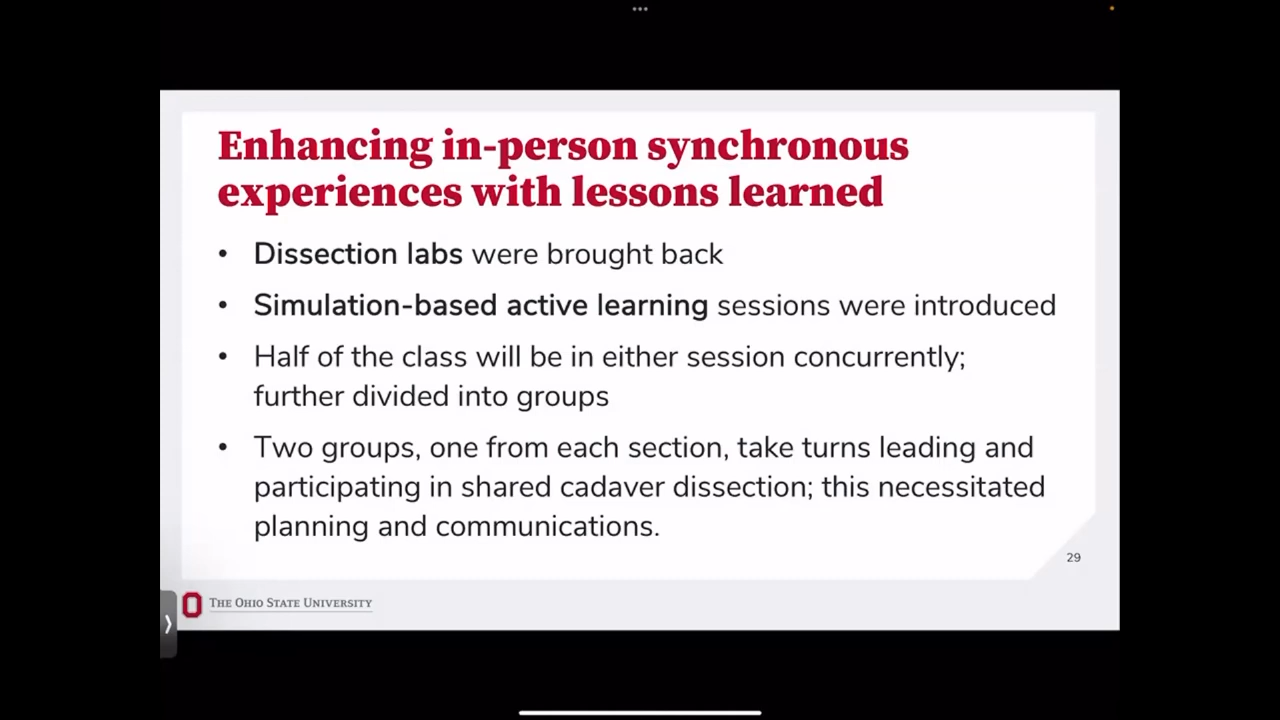 Enhancing in-person synchronous
experiences with lessons learned
• Dissection labs were brought back
• Simulation-based active learning sessions were introduced
• Half of the class will be in either session concurrently;
further divided into groups
• Two groups, one from each section, take turns leading and
participating in shared cadaver dissection; this necessitated
planning and communications.
29
THE OHIO STATE UNIVERSITY